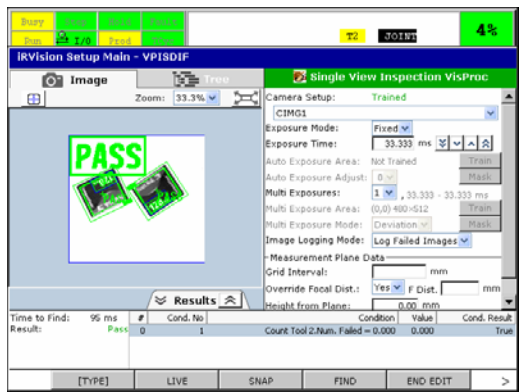 Busy Step Hold Fault
Run I/O Prod TCyc
T2 JOINT 4%
iRVision Setup Main - VPISDIF
Image Tree
Single View Inspection VisProc
Zoom: 33.3%
Camera Setup: Trained
CIMG1
Exposure Mode: Fixed
Exposure Time: 33.333 ms
Auto Exposure Area: Not Trained Train
Auto Exposure Adjust: 0 Mask
Multi Exposures: 1 , 33.333 - 33.333 ms
Multi Exposure Area: (0,0) 400×512 Train
Multi Exposure Mode: Deviation Mask
Image Logging Mode: Log Failed Images
Measurement Plane Data
Grid Interval: mm
Override Focal Dist.: Yes F Dist. mm
Height from Plane: 0.00 mm
PASS
Results
Time to Find: 95 ms # Cond. No Condition Value Cond. Result
Result: Pass 0 1 Count Tool 2.Num. Failed = 0.000 0.000 True
[TYPE] LIVE SNAP FIND END EDIT >